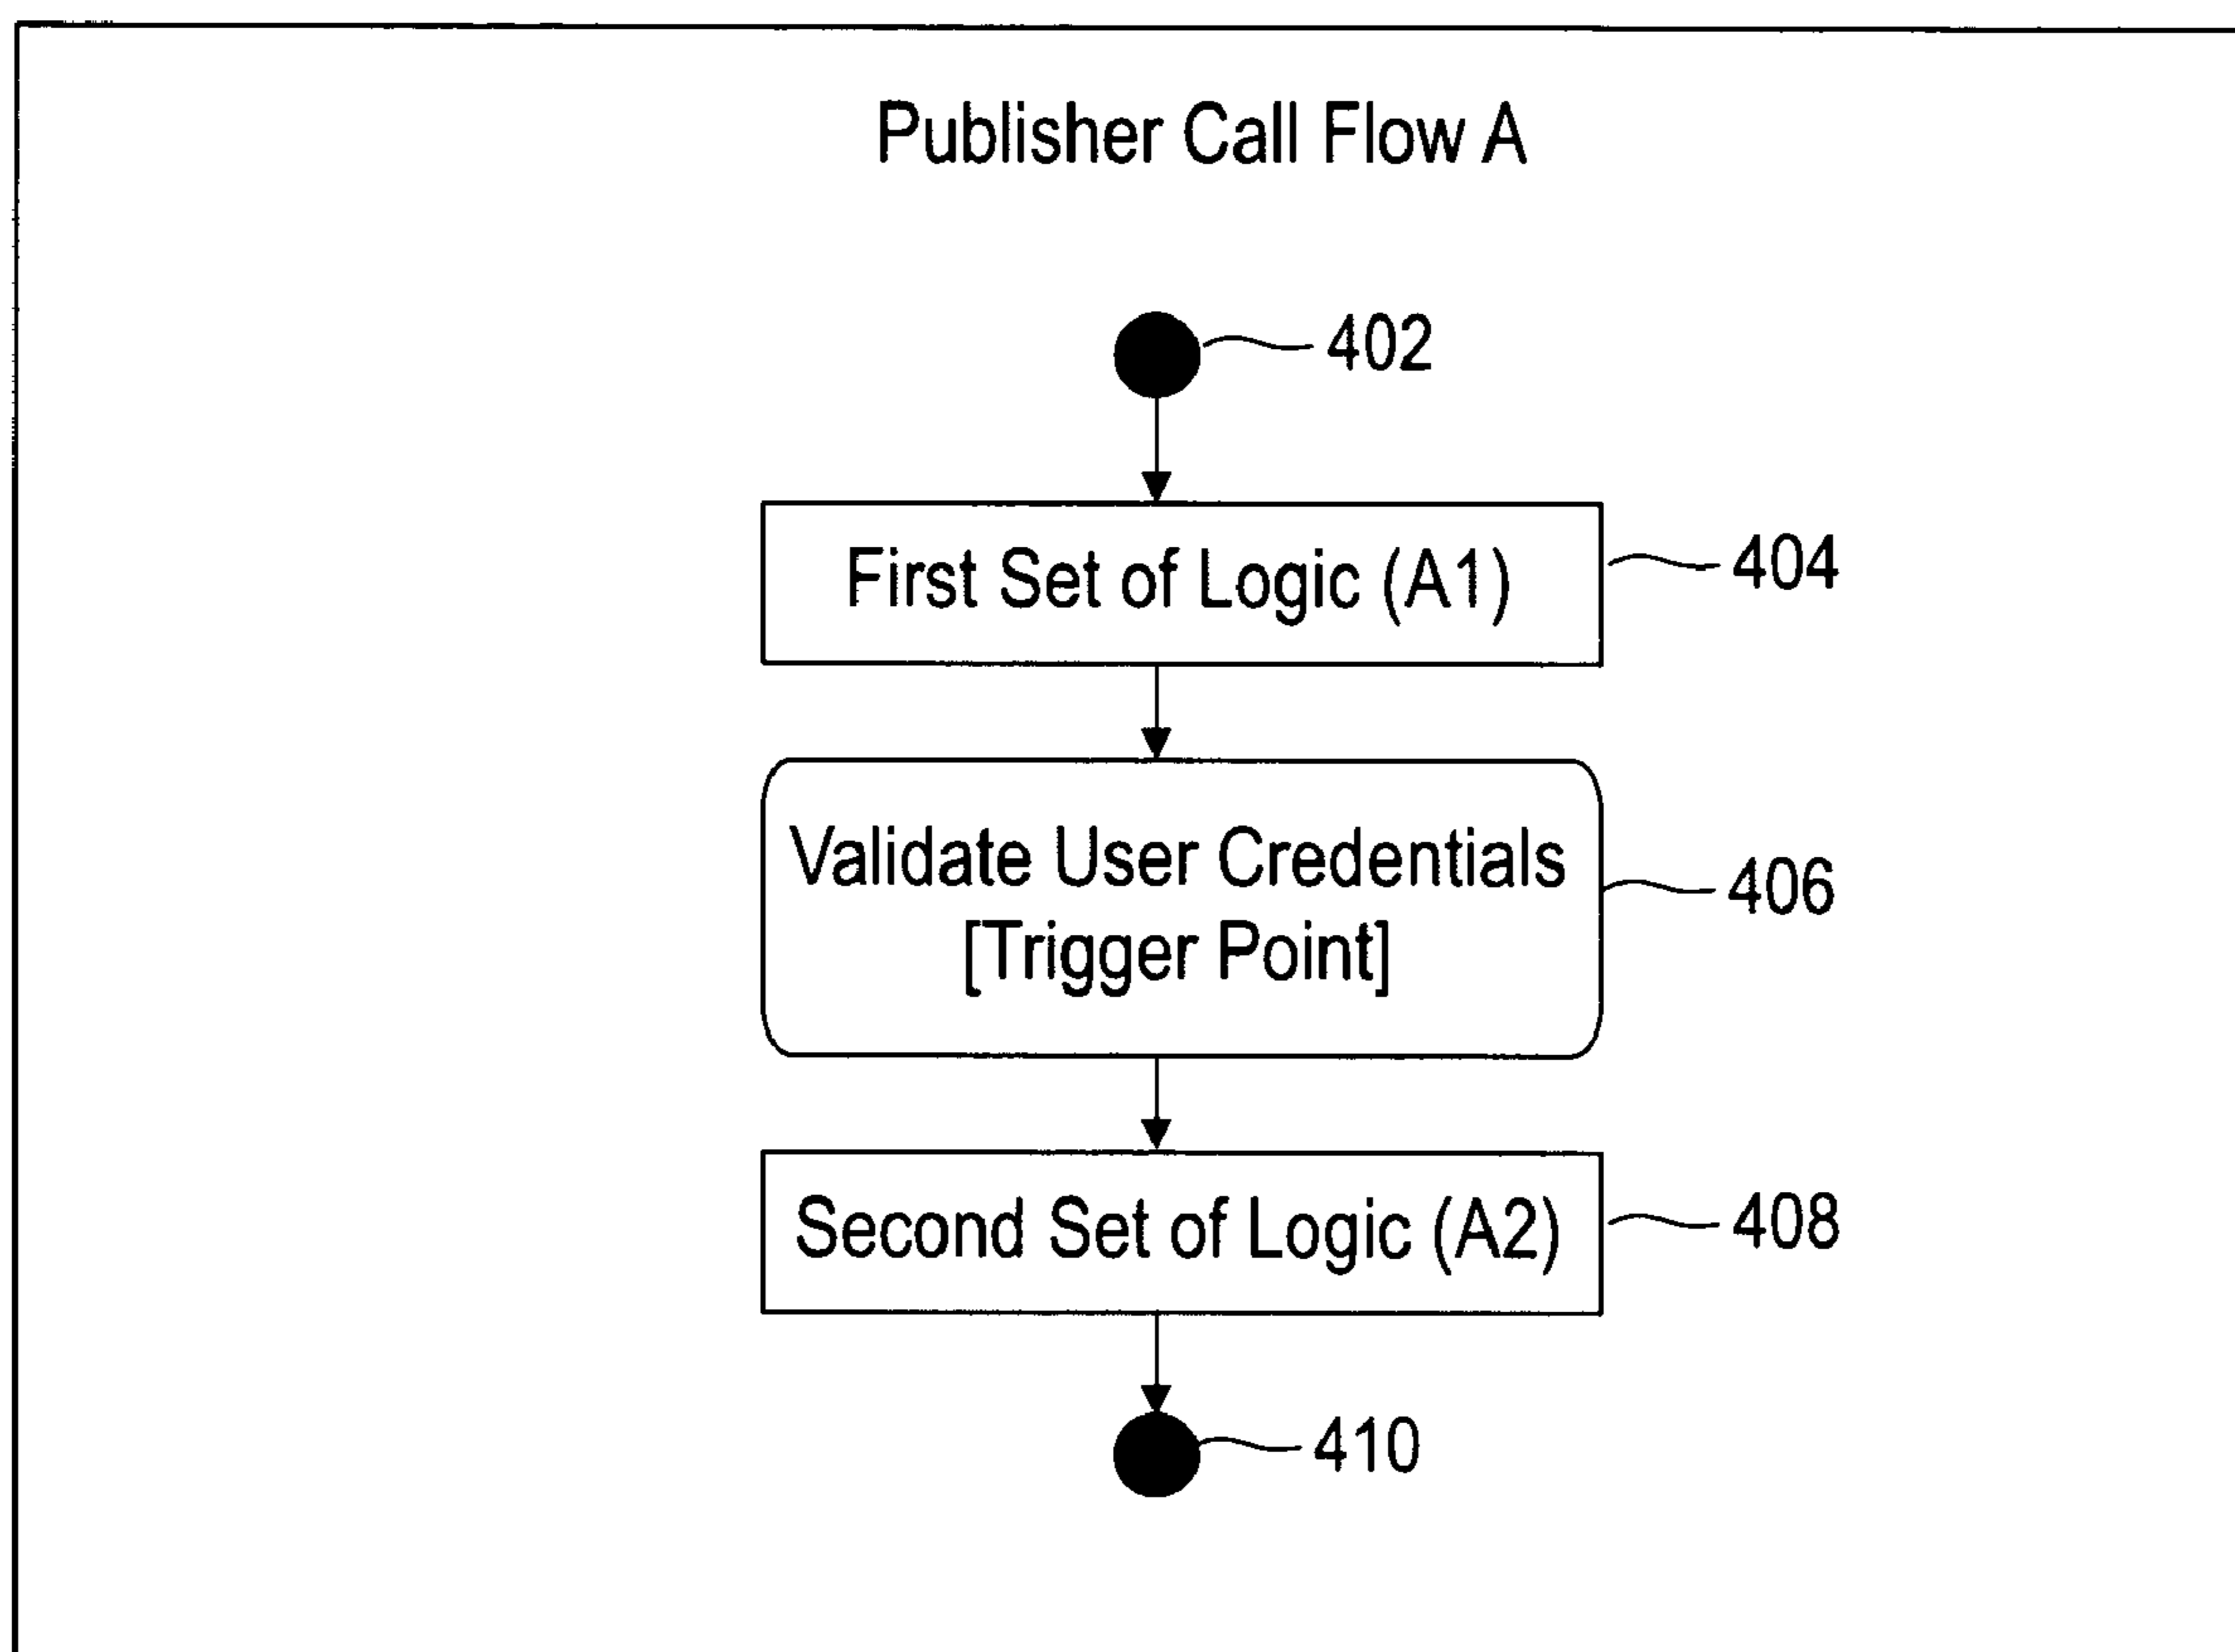 Publisher Call Flow A
402
First Set of Logic (A1)
404
Validate User Credentials
[Trigger Point]
406
Second Set of Logic (A2)
408
410